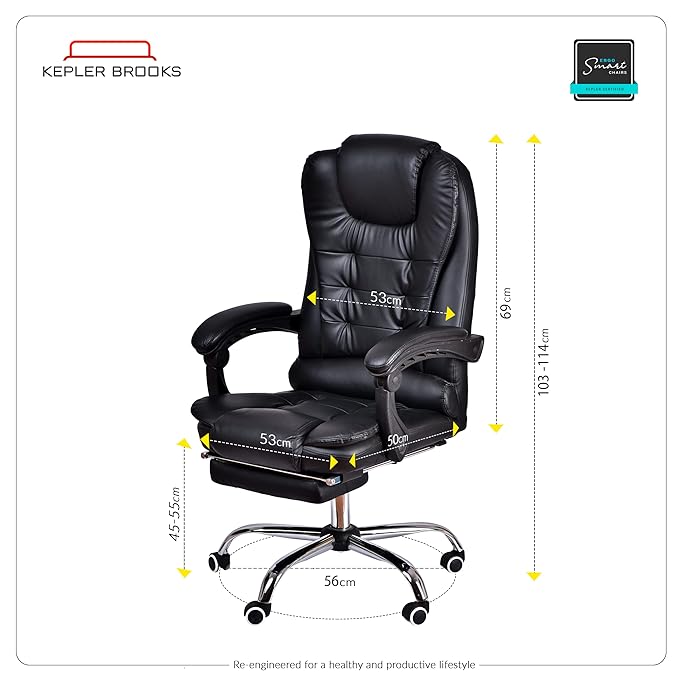 KEPLER BROOKS
ERGO
Smart
CHAIRS
KEPLER CERTIFIED
53cm
69cm
103 -114cm
53cm
50cm
45-55cm
56cm
Re-engineered for a healthy and productive lifestyle